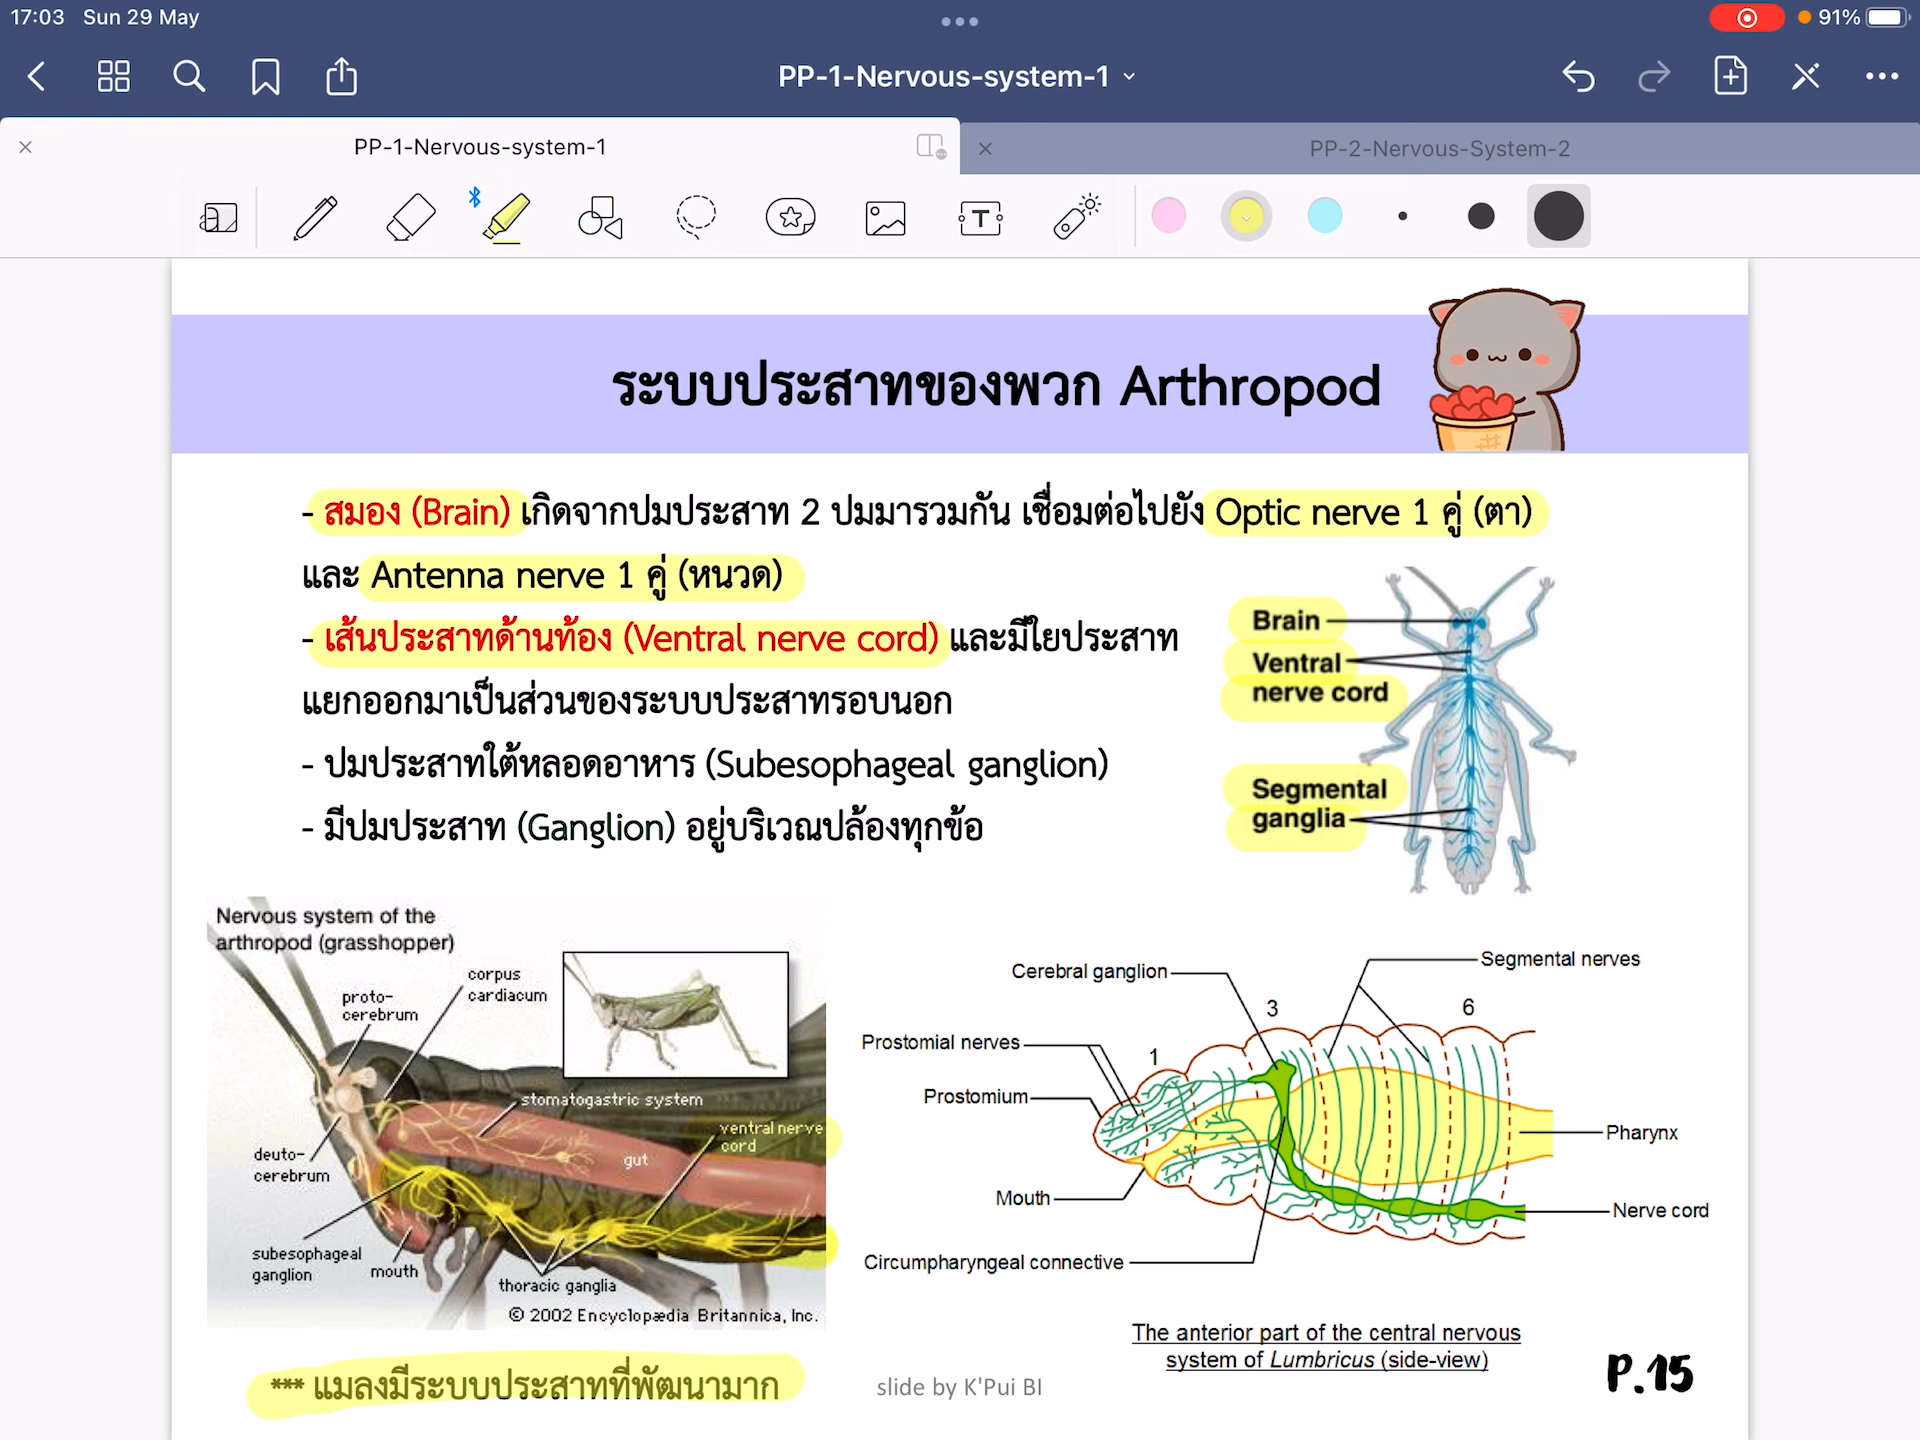 17:03 Sun 29 May
91%
PP-1-Nervous-system-1
PP-1-Nervous-system-1
PP-2-Nervous-System-2
ระบบประสาทของพวก Arthropod
- สมอง (Brain) เกิดจากปมประสาท 2 ปมมารวมกัน เชื่อมต่อไปยัง Optic nerve 1 คู่ (ตา)
และ Antenna nerve 1 คู่ (หนวด)
- เส้นประสาทด้านท้อง (Ventral nerve cord) และมีใยประสาท
แยกออกมาเป็นส่วนของระบบประสาทรอบนอก
- ปมประสาทใต้หลอดอาหาร (Subesophageal ganglion)
- มีปมประสาท (Ganglion) อยู่บริเวณปล้องทุกข้อ
Brain
Ventral
nerve cord
Segmental
ganglia
Nervous system of the
arthropod (grasshopper)
corpus
cardiacum
proto-
cerebrum
stomatogastric system
ventral nerve
cord
gut
deuto-
cerebrum
subesophageal
ganglion
mouth
thoracic ganglia
© 2002 Encyclopædia Britannica, Inc.
Cerebral ganglion
Segmental nerves
3
6
Prostomial nerves
1
Prostomium
Pharynx
Mouth
Nerve cord
Circumpharyngeal connective
The anterior part of the central nervous
system of Lumbricus (side-view)
*** แมลงมีระบบประสาทที่พัฒนามาก
slide by K'Pui BI
P.15